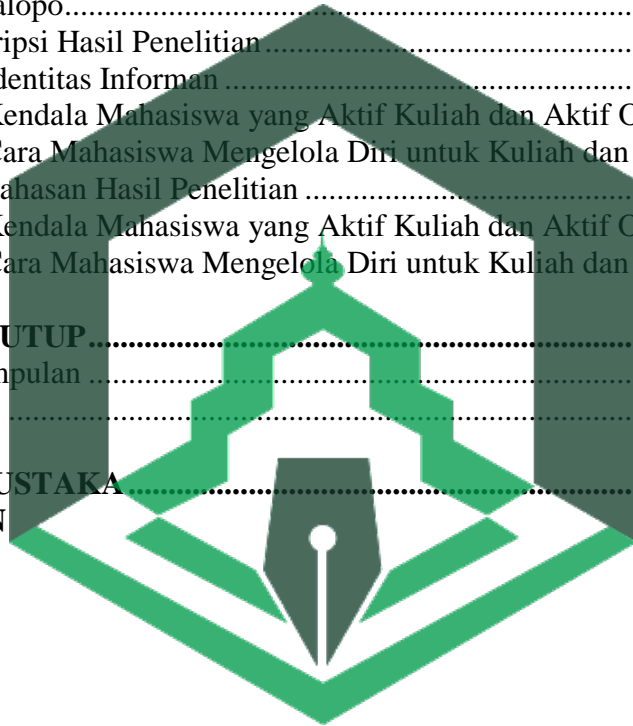 alopo.....................................................................
ripsi Hasil Penelitian...............................................
dentitas Informan.....................................................
Kendala Mahasiswa yang Aktif Kuliah dan Aktif O
Cara Mahasiswa Mengelola Diri untuk Kuliah dan
ahasan Hasil Penelitian..........................................
Kendala Mahasiswa yang Aktif Kuliah dan Aktif O
Cara Mahasiswa Mengelola Diri untuk Kuliah dan
UTUP.....................................................................
mpulan...................................................................
..............................................................................
USTAKA...............................................................
N